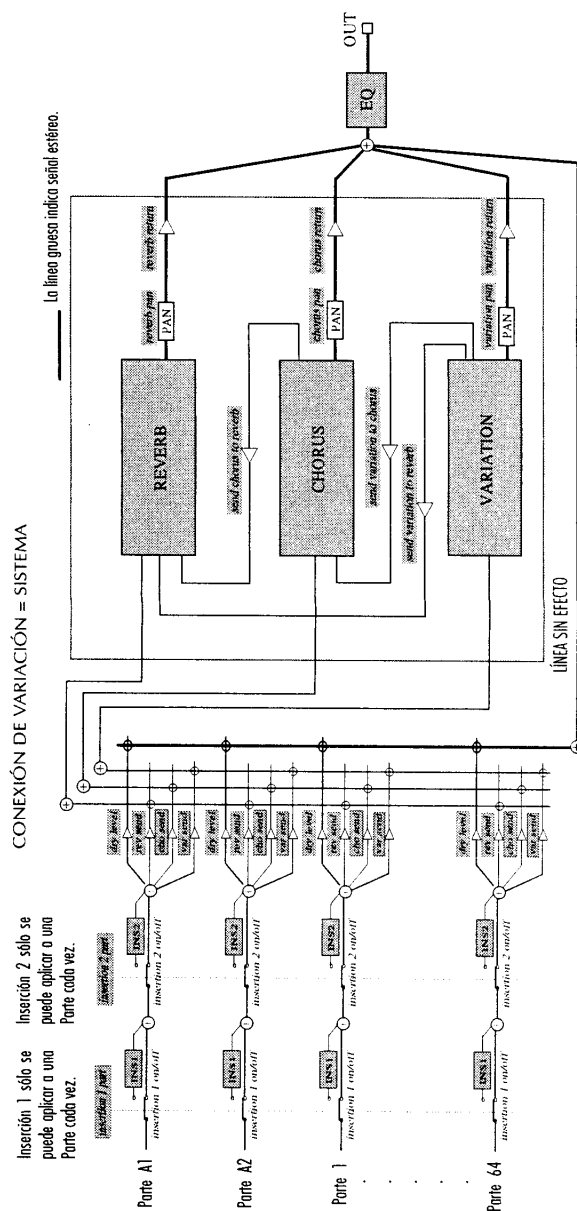 CONEXIÓN DE VARIACIÓN = SISTEMA
La línea gruesa indica señal estéreo.
Inserción 1 sólo se
puede aplicar a una
Parte cada vez.
Inserción 2 sólo se
puede aplicar a una
Parte cada vez.
insertion 1 part
insertion 2 part
Parte A1
INS1
insertion 1 on/off
INS2
insertion 2 on/off
dry level
rev send
cho send
var send
Parte A2
INS1
insertion 1 on/off
INS2
insertion 2 on/off
dry level
rev send
cho send
var send
Parte 1
INS1
insertion 1 on/off
INS2
insertion 2 on/off
dry level
rev send
cho send
var send
Parte 64
INS1
insertion 1 on/off
INS2
insertion 2 on/off
dry level
rev send
cho send
var send
REVERB
reverb pan
PAN
reverb return
send chorus to reverb
CHORUS
chorus pan
PAN
chorus return
send variation to chorus
send variation to reverb
VARIATION
variation pan
PAN
variation return
LÍNEA SIN EFECTO
EQ
OUT